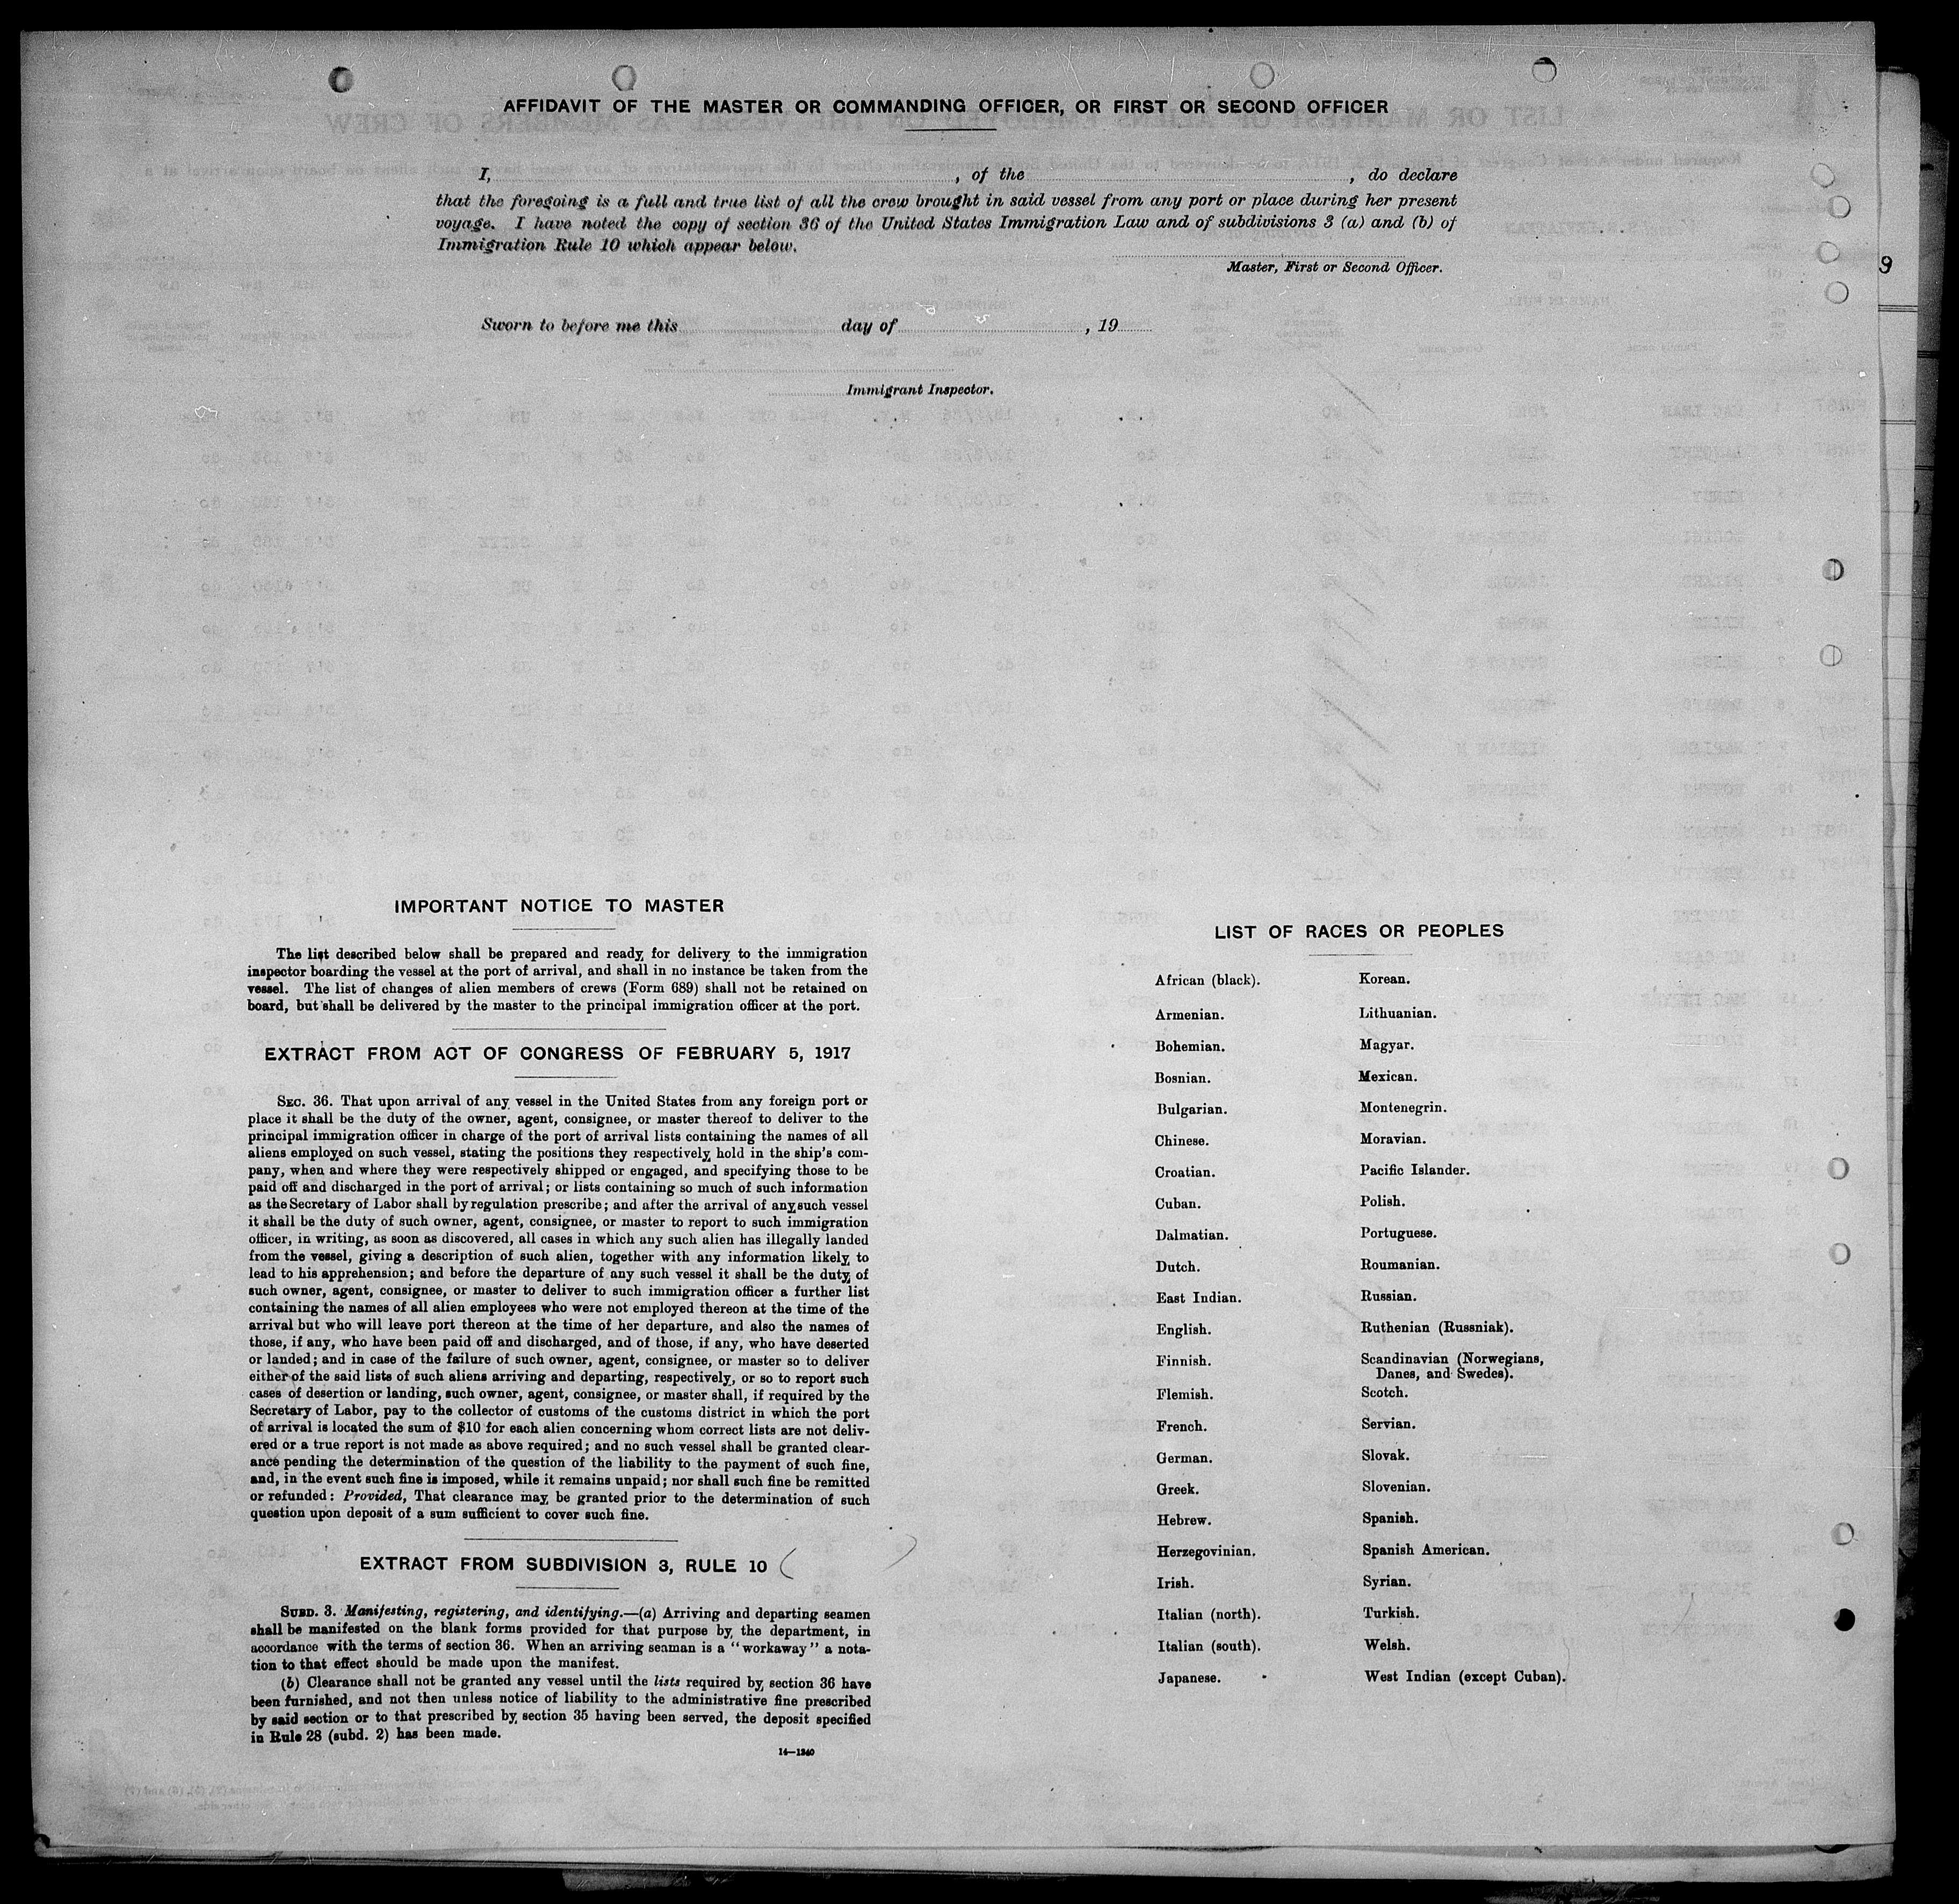 AFFIDAVIT OF THE MASTER OR COMMANDING OFFICER, OR FIRST OR SECOND OFFICER
I, , of the , do declare
that the foregoing is a full and true list of all the crew brought in said vessel from any port or place during her present
voyage. I have noted the copy of section 36 of the United States Immigration Law and of subdivisions 3 (a) and (b) of
Immigration Rule 10 which appear below.
Master, First or Second Officer.
Sworn to before me this day of , 19
Immigrant Inspector.
9
IMPORTANT NOTICE TO MASTER
The list described below shall be prepared and ready for delivery to the immigration
inspector boarding the vessel at the port of arrival, and shall in no instance be taken from the
vessel. The list of changes of alien members of crews (Form 689) shall not be retained on
board, but shall be delivered by the master to the principal immigration officer at the port.
EXTRACT FROM ACT OF CONGRESS OF FEBRUARY 5, 1917
SEC. 36. That upon arrival of any vessel in the United States from any foreign port or
place it shall be the duty of the owner, agent, consignee, or master thereof to deliver to the
principal immigration officer in charge of the port of arrival lists containing the names of all
aliens employed on such vessel, stating the positions they respectively hold in the ship's com-
pany, when and where they were respectively shipped or engaged, and specifying those to be
paid off and discharged in the port of arrival; or lists containing so much of such information
as the Secretary of Labor shall by regulation prescribe; and after the arrival of any such vessel
it shall be the duty of such owner, agent, consignee, or master to report to such immigration
officer, in writing, as soon as discovered, all cases in which any such alien has illegally landed
from the vessel, giving a description of such alien, together with any information likely to
lead to his apprehension; and before the departure of any such vessel it shall be the duty of
such owner, agent, consignee, or master to deliver to such immigration officer a further list
containing the names of all alien employees who were not employed thereon at the time of the
arrival but who will leave port thereon at the time of her departure, and also the names of
those, if any, who have been paid off and discharged, and of those, if any, who have deserted
or landed; and in case of the failure of such owner, agent, consignee, or master so to deliver
either of the said lists of such aliens arriving and departing, respectively, or so to report such
cases of desertion or landing, such owner, agent, consignee, or master shall, if required by the
Secretary of Labor, pay to the collector of customs of the customs district in which the port
of arrival is located the sum of $10 for each alien concerning whom correct lists are not deliv-
ered or a true report is not made as above required; and no such vessel shall be granted clear-
ance pending the determination of the question of the liability to the payment of such fine,
and, in the event such fine is imposed, while it remains unpaid; nor shall such fine be remitted
or refunded: Provided, That clearance may be granted prior to the determination of such
question upon deposit of a sum sufficient to cover such fine.
EXTRACT FROM SUBDIVISION 3, RULE 10
SUBD. 3. Manifesting, registering, and identifying.—(a) Arriving and departing seamen
shall be manifested on the blank forms provided for that purpose by the department, in
accordance with the terms of section 36. When an arriving seaman is a "workaway" a nota-
tion to that effect should be made upon the manifest.
(b) Clearance shall not be granted any vessel until the lists required by section 36 have
been furnished, and not then unless notice of liability to the administrative fine prescribed
by said section or to that prescribed by section 35 having been served, the deposit specified
in Rule 28 (subd. 2) has been made.
14—1240
LIST OF RACES OR PEOPLES
African (black).
Armenian.
Bohemian.
Bosnian.
Bulgarian.
Chinese.
Croatian.
Cuban.
Dalmatian.
Dutch.
East Indian.
English.
Finnish.
Flemish.
French.
German.
Greek.
Hebrew.
Herzegovinian.
Irish.
Italian (north).
Italian (south).
Japanese.
Korean.
Lithuanian.
Magyar.
Mexican.
Montenegrin.
Moravian.
Pacific Islander.
Polish.
Portuguese.
Roumanian.
Russian.
Ruthenian (Russniak).
Scandinavian (Norwegians,
Danes, and Swedes).
Scotch.
Servian.
Slovak.
Slovenian.
Spanish.
Spanish American.
Syrian.
Turkish.
Welsh.
West Indian (except Cuban).